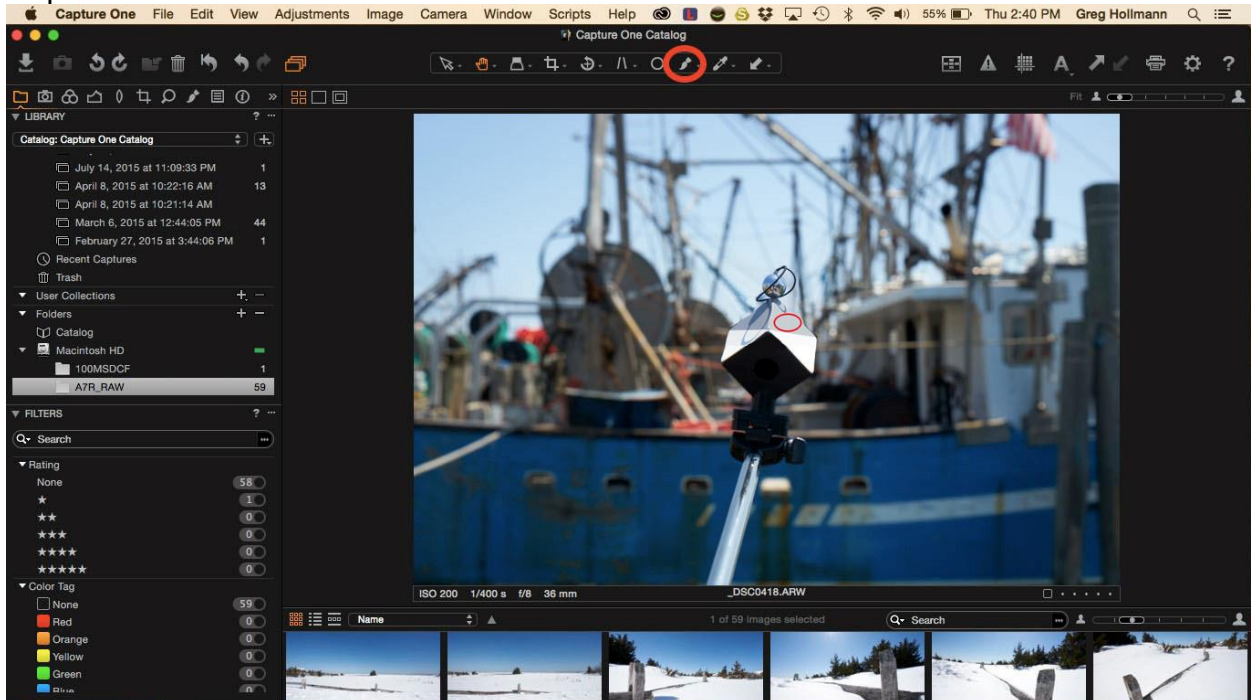 Capture One File Edit View Adjustments Image Camera Window Scripts Help 55% Thu 2:40 PM Greg Hollmann
Capture One Catalog
A
?
Fit
LIBRARY ? ...
Catalog: Capture One Catalog
July 14, 2015 at 11:09:33 PM 1
April 8, 2015 at 10:22:16 AM 13
April 8, 2015 at 10:21:14 AM
March 6, 2015 at 12:44:05 PM 44
February 27, 2015 at 3:44:06 PM 1
Recent Captures
Trash
User Collections + −
Folders + −
Catalog
Macintosh HD
100MSDCF 1
A7R_RAW 59
FILTERS ? ...
Search
Rating
None 58
★ 1
★★ 0
★★★ 0
★★★★ 0
★★★★★ 0
Color Tag
None 59
Red 0
Orange 0
Yellow 0
Green 0
Blue 0
ISO 200 1/400 s f/8 36 mm _DSC0418.ARW
Name 1 of 59 images selected Search